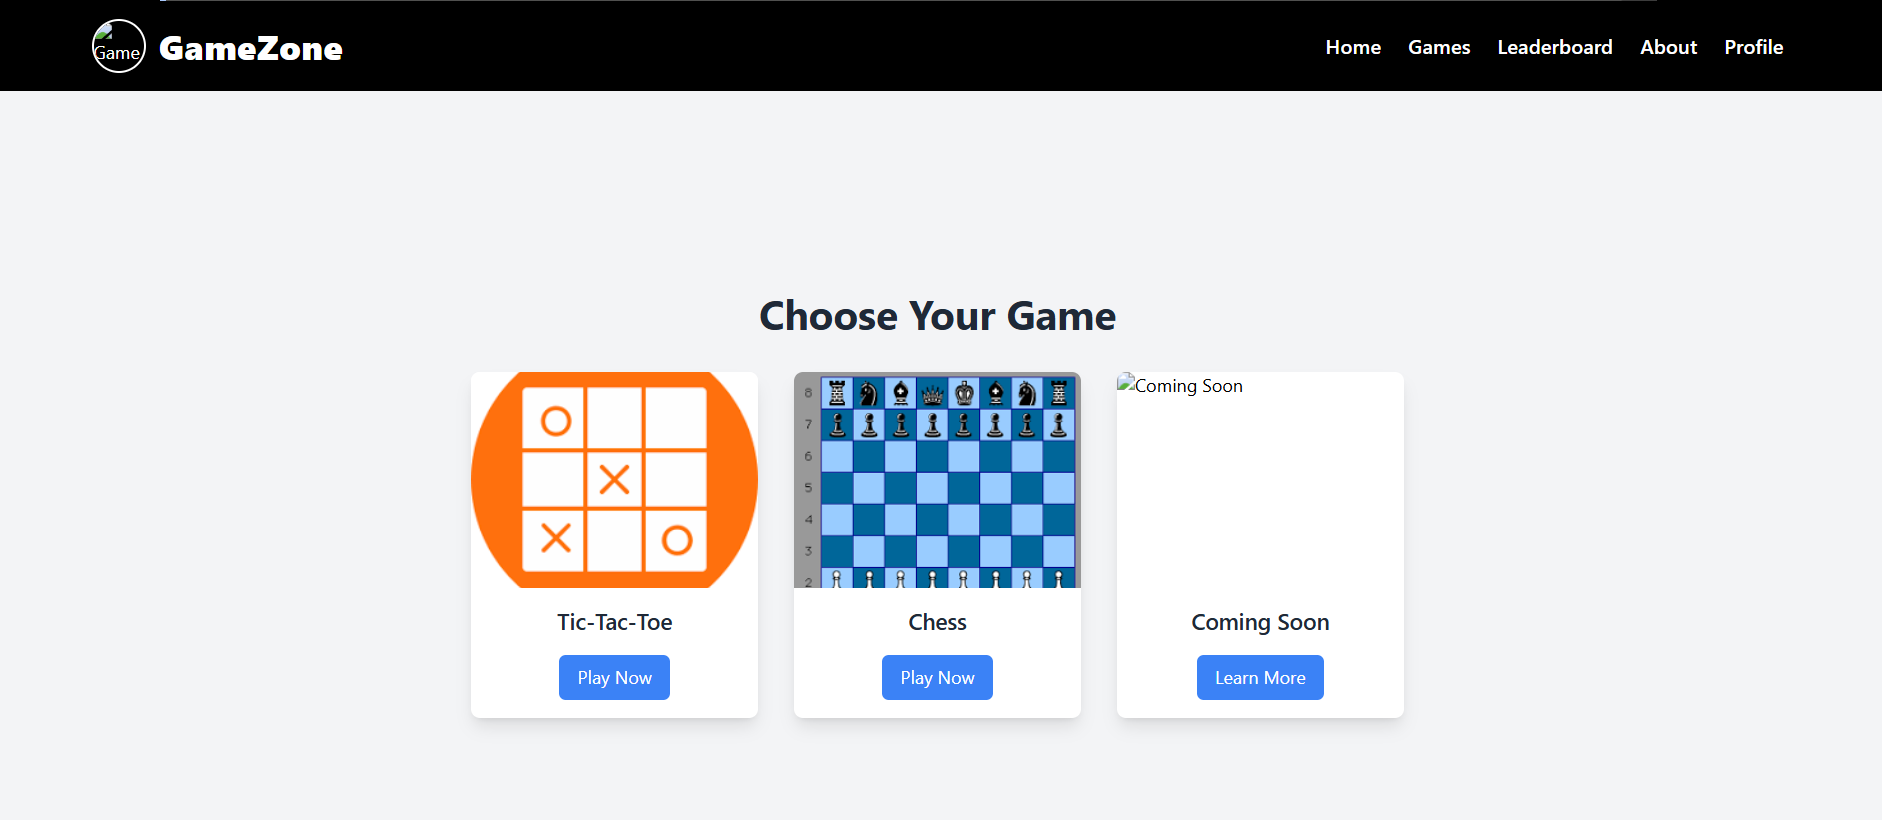 Game
GameZone
Home Games Leaderboard About Profile
Choose Your Game
8
7
6
5
4
3
2
Coming Soon
Tic-Tac-Toe
Chess
Coming Soon
Play Now
Play Now
Learn More